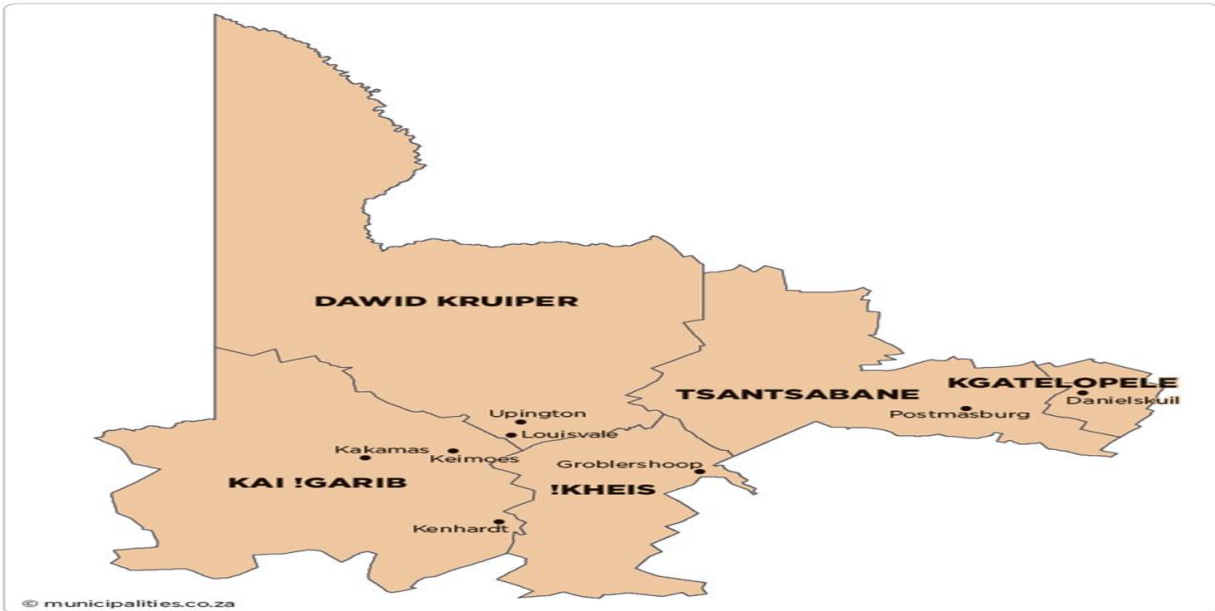 DAWID KRUIPER
KGATELOPELE
TSANTSABANE
Danielskuil
Postmasburg
Upington
Louisvale
Kakamas
Keimoes
Groblershoop
KAI !GARIB
!KHEIS
Kenhardt
© municipalities.co.za